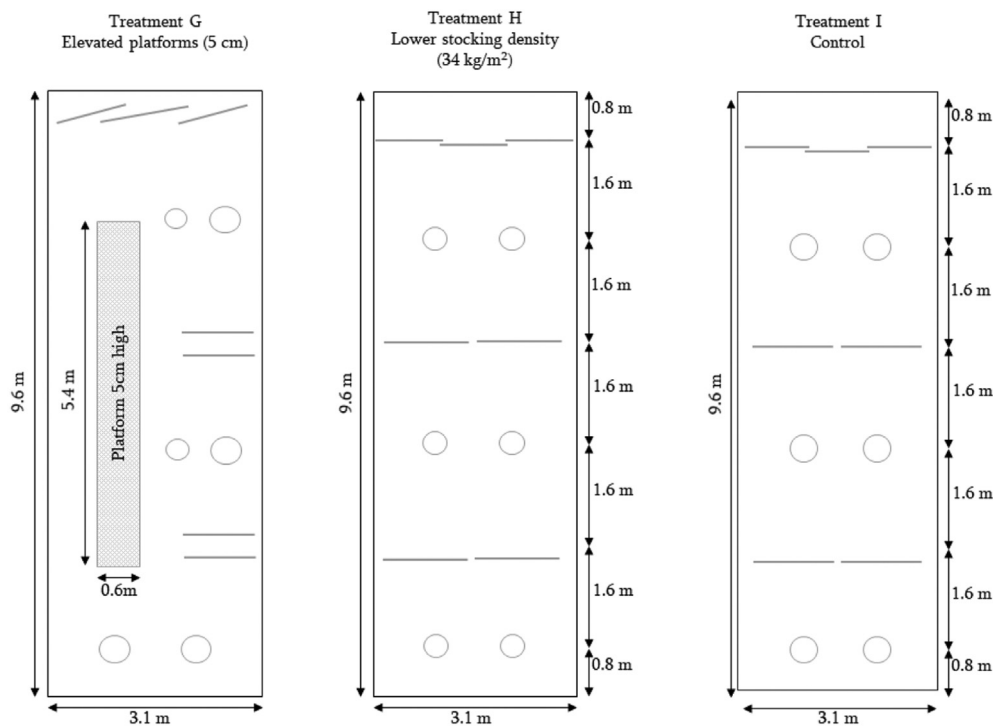 Treatment G
Elevated platforms (5 cm)
Treatment H
Lower stocking density
(34 kg/m²)
Treatment I
Control
9.6 m
5.4 m
Platform 5cm high
0.6m
3.1 m
9.6 m
0.8 m
1.6 m
1.6 m
1.6 m
1.6 m
1.6 m
0.8 m
3.1 m
9.6 m
0.8 m
1.6 m
1.6 m
1.6 m
1.6 m
1.6 m
0.8 m
3.1 m